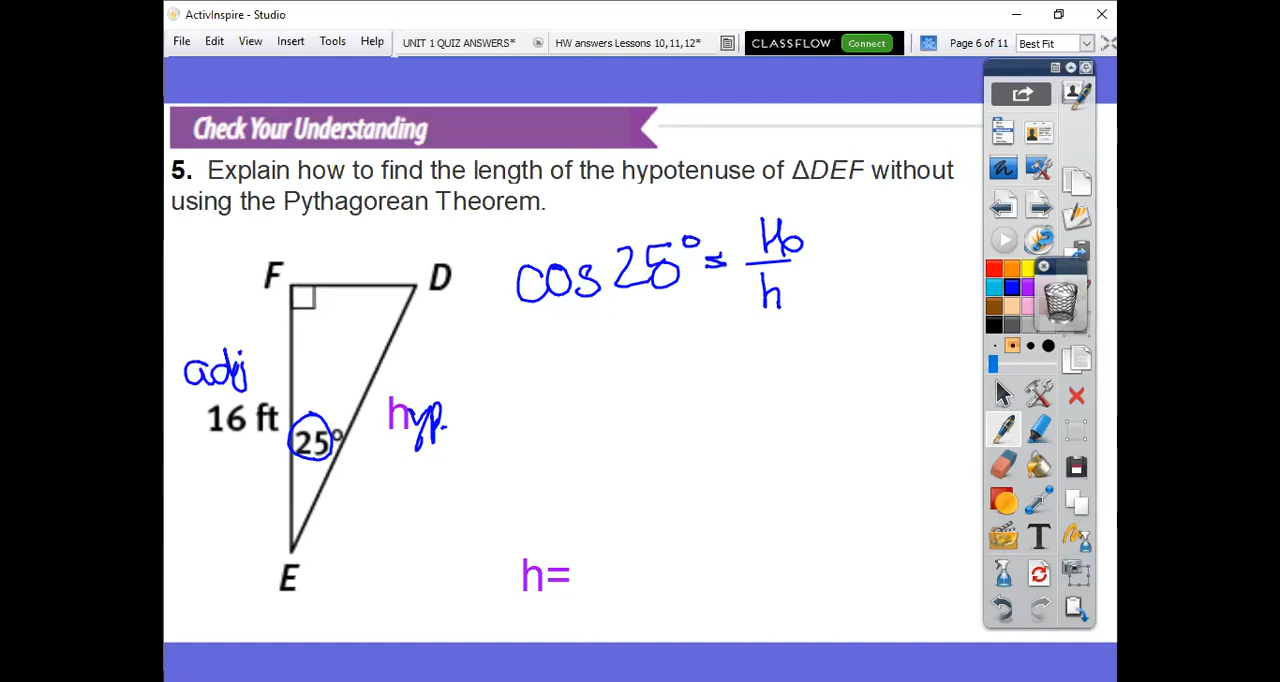 ActivInspire - Studio
File Edit View Insert Tools Help UNIT 1 QUIZ ANSWERS* HW answers Lessons 10,11,12* CLASSFLOW Connect Page 6 of 11 Best Fit
Check Your Understanding
5. Explain how to find the length of the hypotenuse of ΔDEF without
using the Pythagorean Theorem.
cos 25° =
h
F D
adj
16 ft 25° hyp.
E
h=